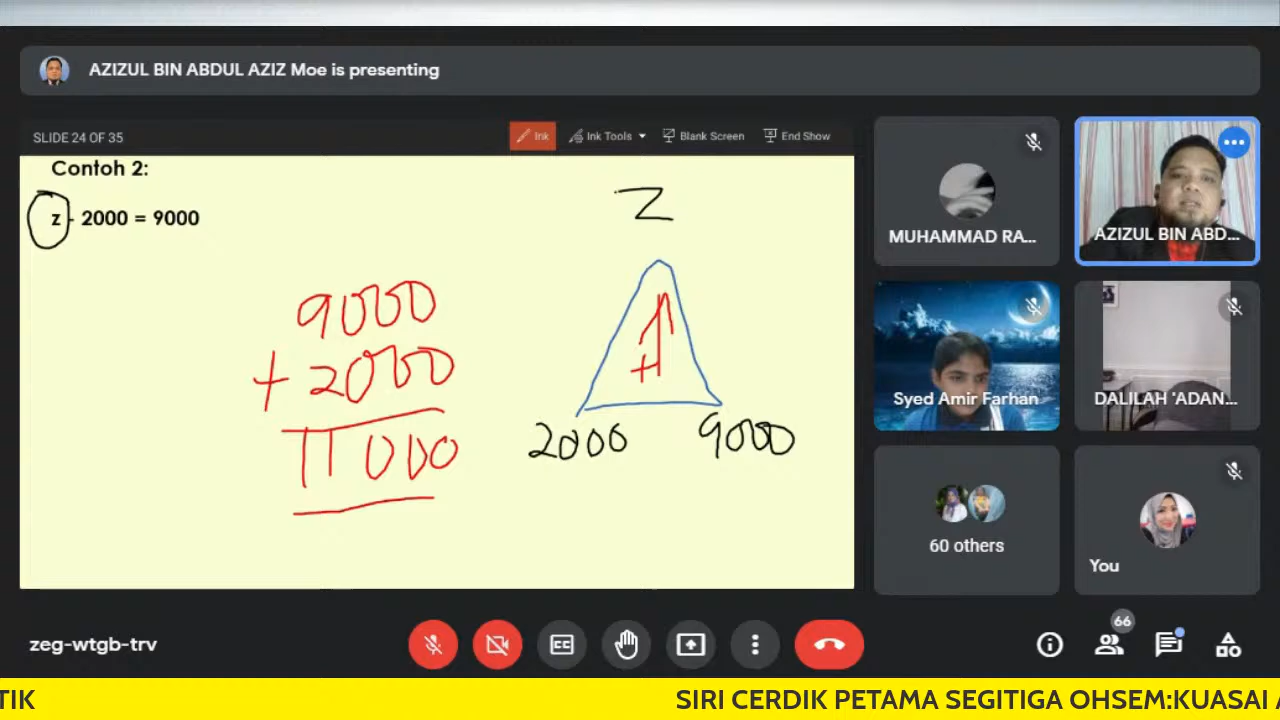 AZIZUL BIN ABDUL AZIZ Moe is presenting
SLIDE 24 OF 35
Ink
Ink Tools
Blank Screen
End Show
Contoh 2:
z - 2000 = 9000
Z
9000
+ 2000
11 000
+
2000
9000
MUHAMMAD RA...
AZIZUL BIN ABD...
Syed Amir Farhan
DALILAH 'ADAN...
60 others
You
zeg-wtgb-trv
66
TIK
SIRI CERDIK PETAMA SEGITIGA OHSEM:KUASAI